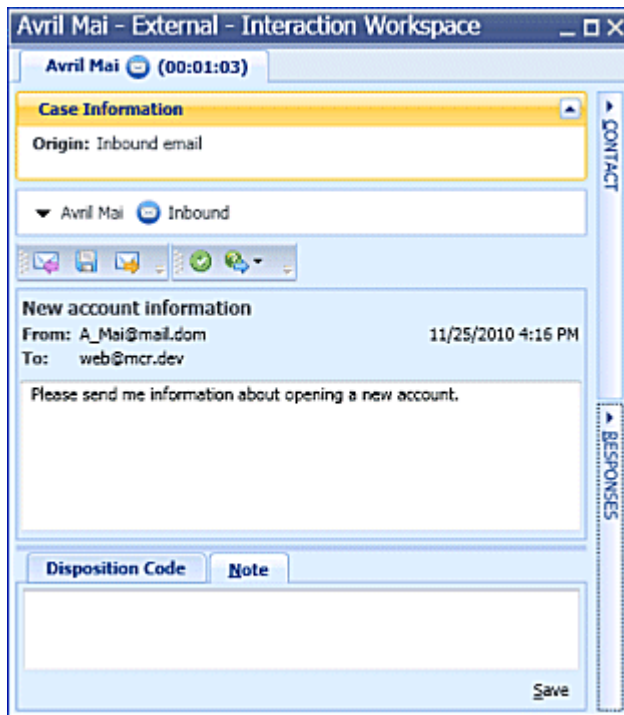 Avril Mai - External - Interaction Workspace
Avril Mai (00:01:03)
Case Information
Origin: Inbound email
Avril Mai Inbound
New account information
From: A_Mai@mail.dom 11/25/2010 4:16 PM
To: web@mcr.dev
Please send me information about opening a new account.
Disposition Code Note
Save
CONTACT
RESPONSES